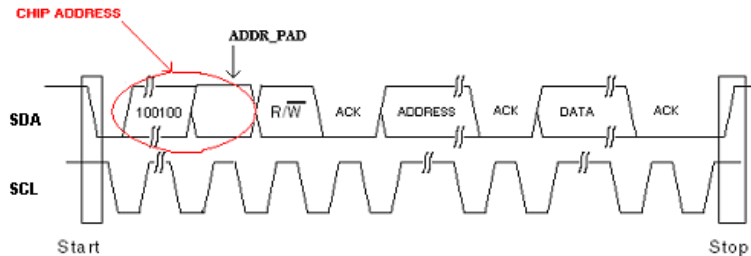 CHIP ADDRESS
ADDR_PAD
SDA
100100
R/W̅
ACK
ADDRESS
ACK
DATA
ACK
SCL
Start
Stop